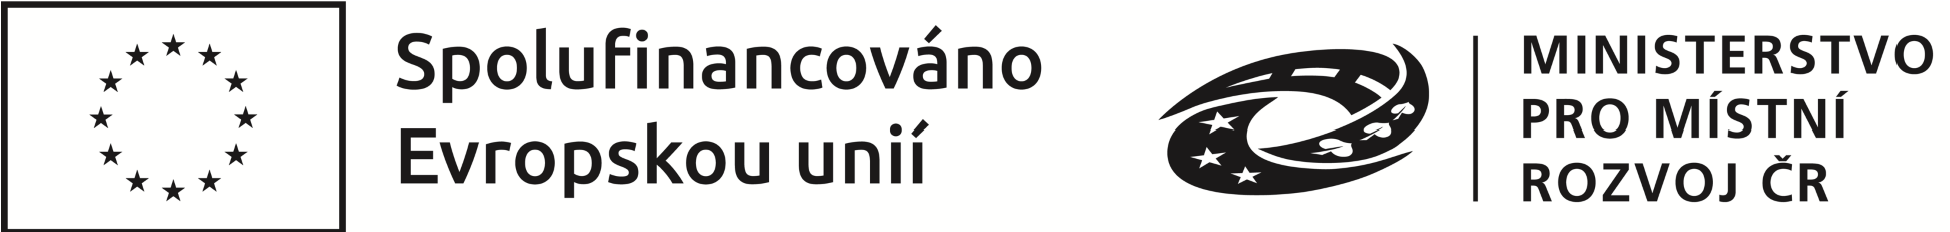 Spolufinancováno
Evropskou unií
MINISTERSTVO
PRO MÍSTNÍ
ROZVOJ ČR